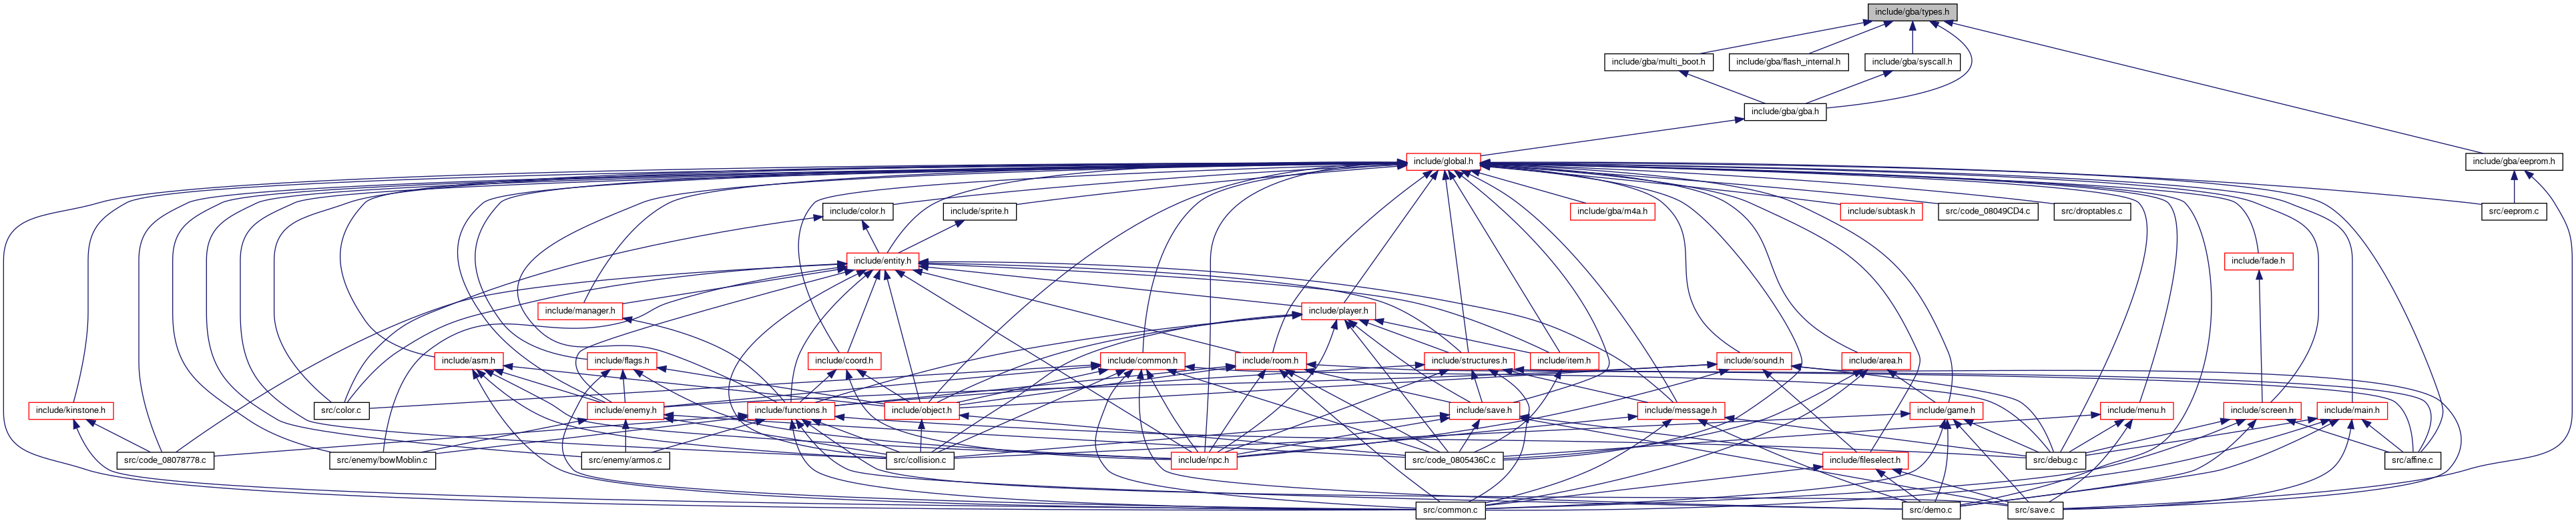 include/gba/types.h
include/gba/multi_boot.h
include/gba/flash_internal.h
include/gba/syscall.h
include/gba/gba.h
include/global.h
include/gba/eeprom.h
include/color.h
include/sprite.h
include/gba/m4a.h
include/subtask.h
src/code_08049CD4.c
src/droptables.c
src/eeprom.c
include/entity.h
include/fade.h
include/manager.h
include/player.h
include/asm.h
include/flags.h
include/coord.h
include/common.h
include/room.h
include/structures.h
include/item.h
include/sound.h
include/area.h
include/kinstone.h
src/color.c
include/enemy.h
include/functions.h
include/object.h
include/save.h
include/message.h
include/game.h
include/menu.h
include/screen.h
include/main.h
src/code_08078778.c
src/enemy/bowMoblin.c
src/enemy/armos.c
src/collision.c
include/npc.h
src/code_0805436C.c
include/fileselect.h
src/debug.c
src/affine.c
src/common.c
src/demo.c
src/save.c